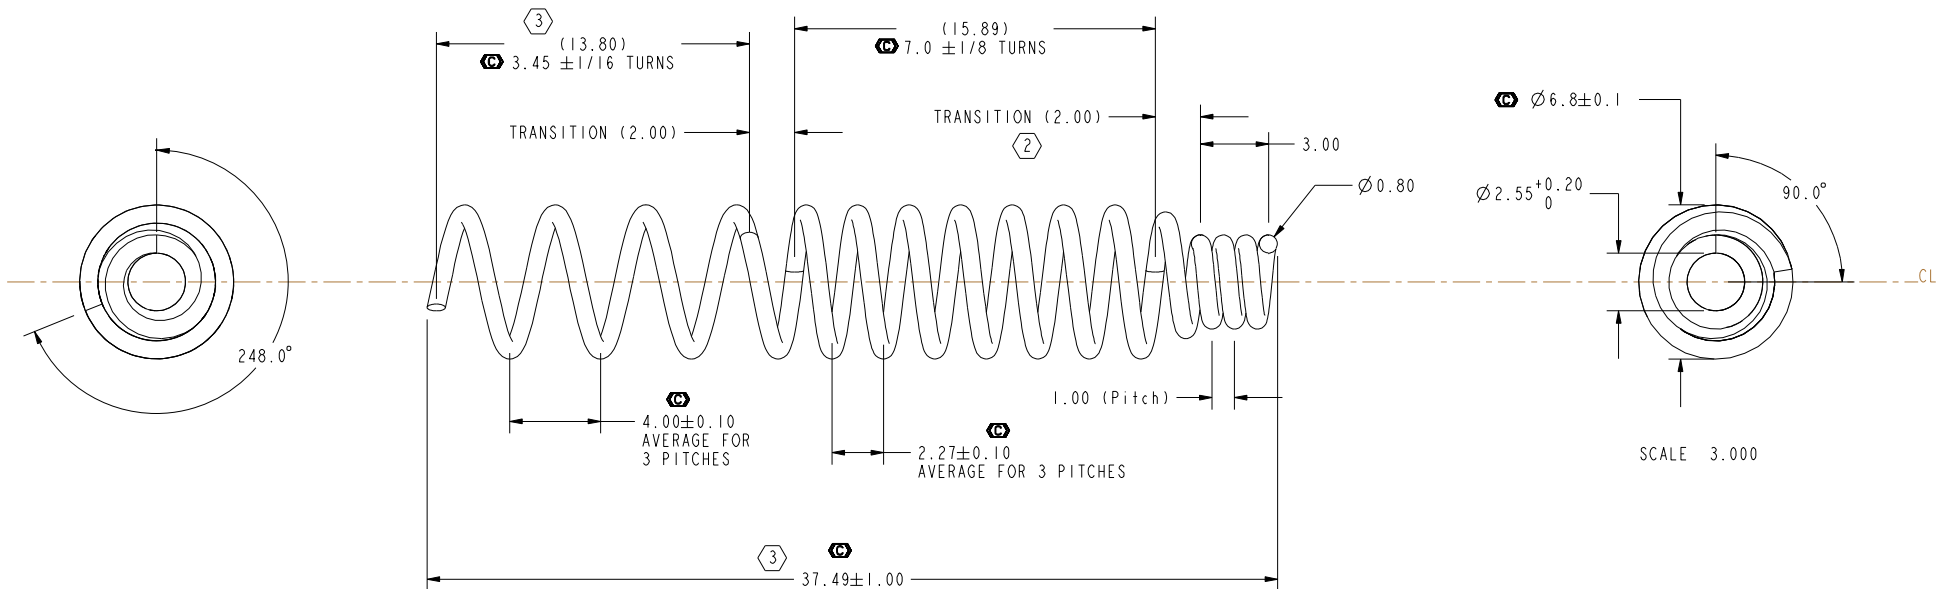 3
(13.80)
C 3.45 ±1/16 TURNS
(15.89)
C 7.0 ±1/8 TURNS
TRANSITION (2.00)
TRANSITION (2.00)
2
3.00
Ø0.80
C Ø6.8±0.1
Ø2.55 +0.20
0
90.0°
248.0°
CL
C
4.00±0.10
AVERAGE FOR
3 PITCHES
C
2.27±0.10
AVERAGE FOR 3 PITCHES
1.00 (Pitch)
SCALE 3.000
3
C
37.49±1.00